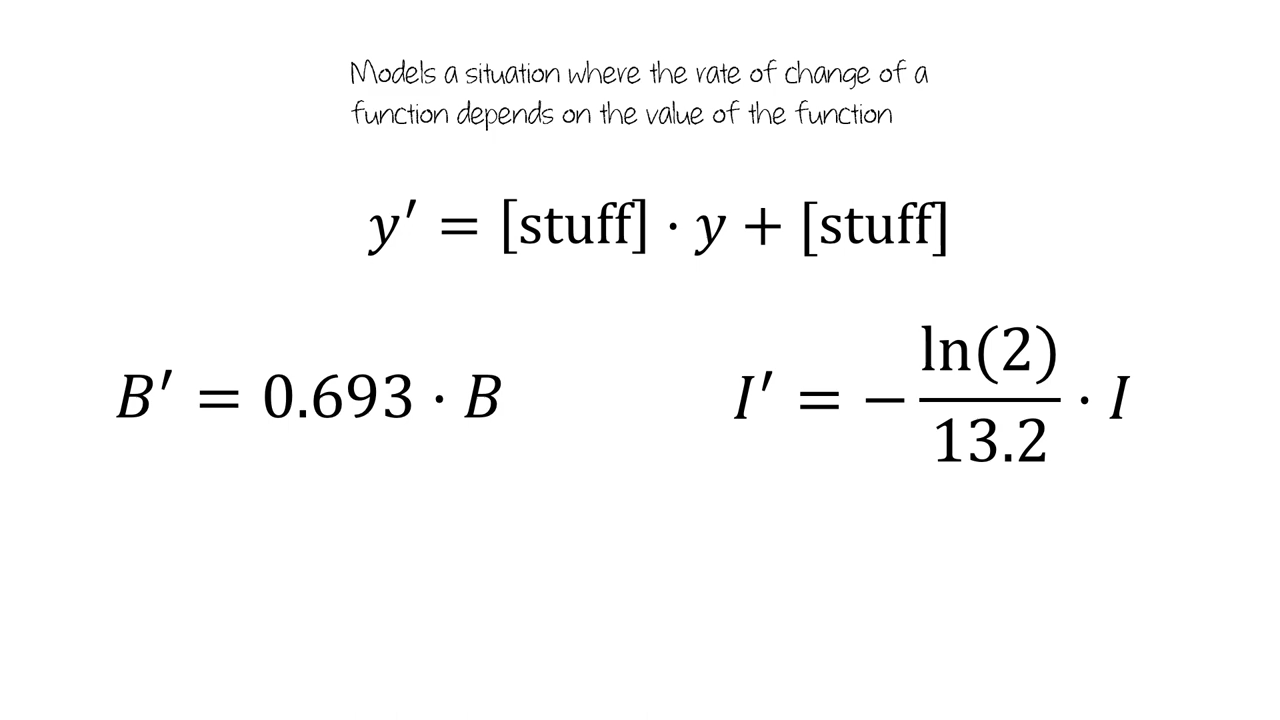 Models a situation where the rate of change of a
function depends on the value of the function
y′ = [stuff] · y + [stuff]
B′ = 0.693 · B
I′ = −ln(2)/13.2 · I